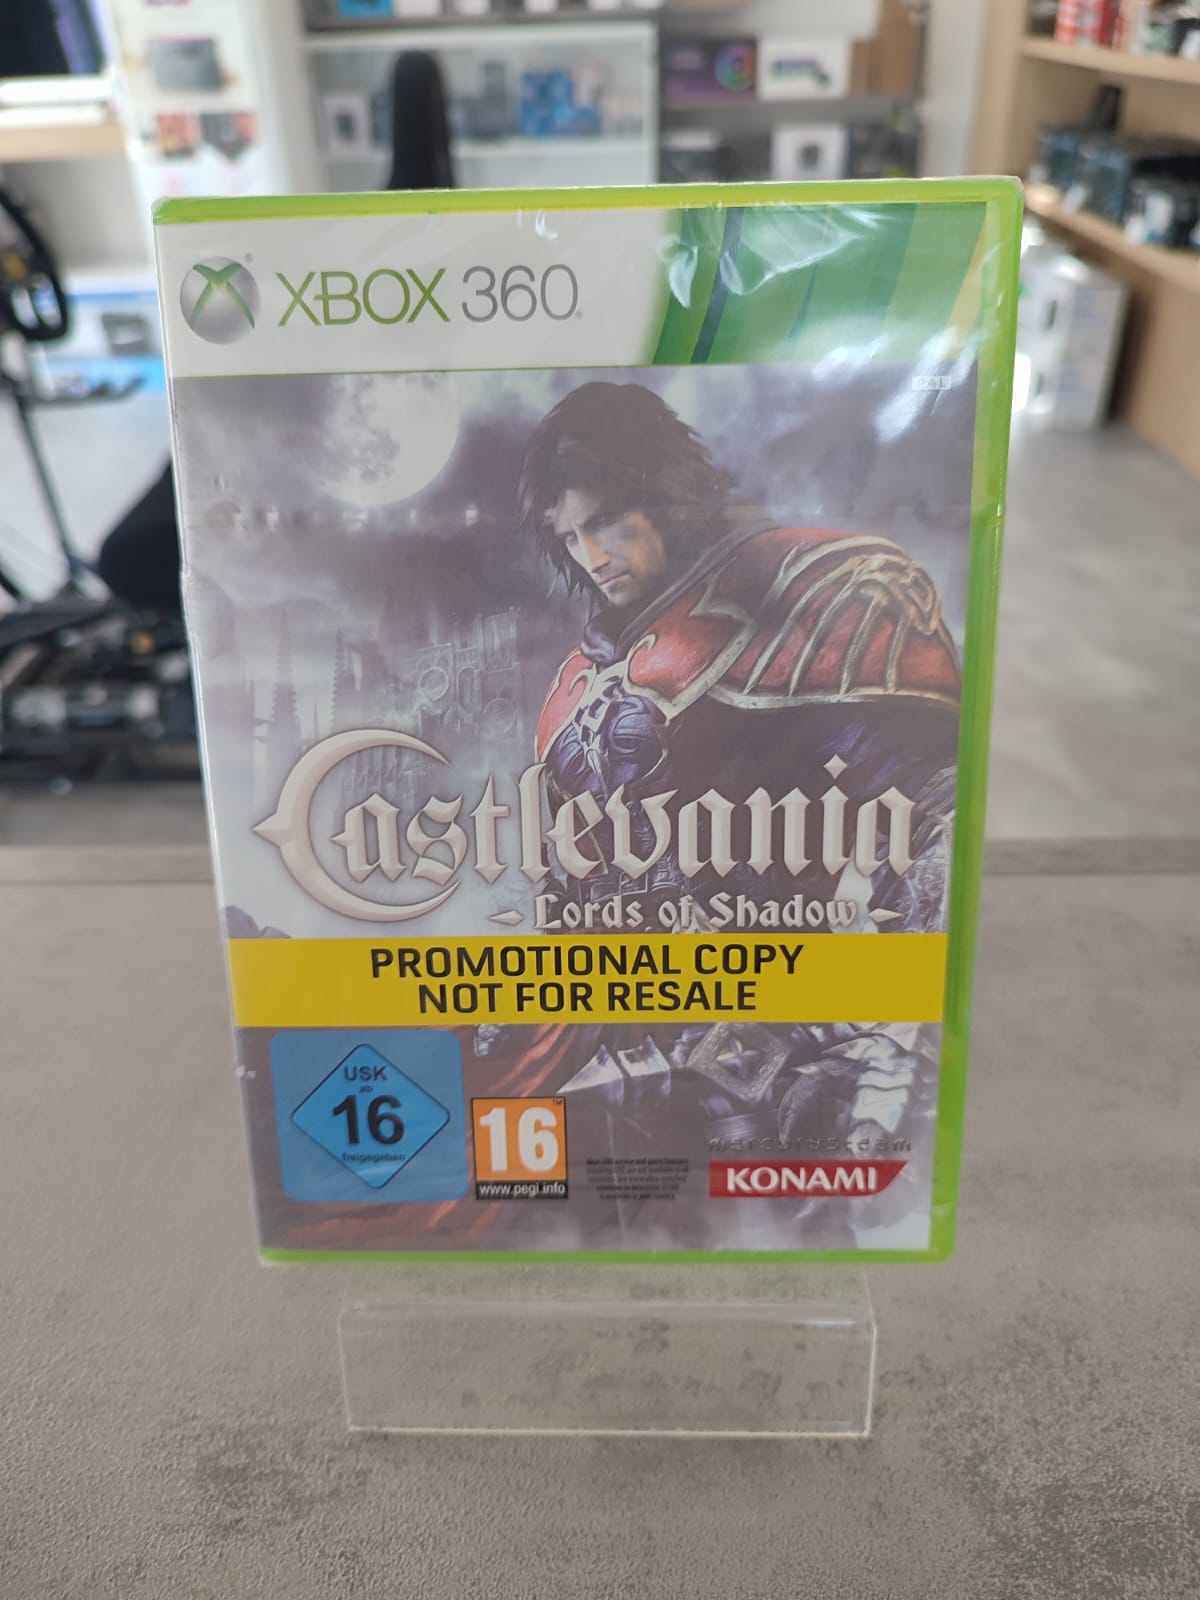 XBOX 360
PAL
Castlevania
Lords of Shadow
PROMOTIONAL COPY
NOT FOR RESALE
USK
ab
16
freigegeben
16
TM
www.pegi.info
mercurysteam
KONAMI